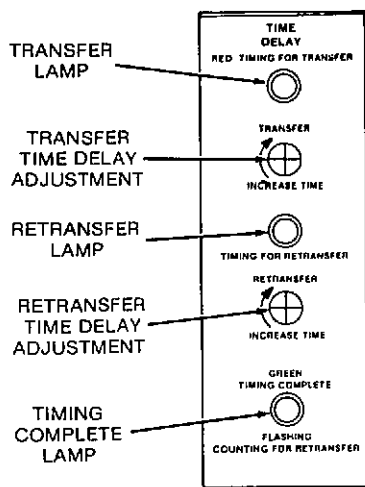 TRANSFER
LAMP
TRANSFER
TIME DELAY
ADJUSTMENT
RETRANSFER
LAMP
RETRANSFER
TIME DELAY
ADJUSTMENT
TIMING
COMPLETE
LAMP
TIME
DELAY
RED TIMING FOR TRANSFER
TRANSFER
INCREASE TIME
TIMING FOR RETRANSFER
RETRANSFER
INCREASE TIME
GREEN
TIMING COMPLETE
FLASHING
COUNTING FOR RETRANSFER